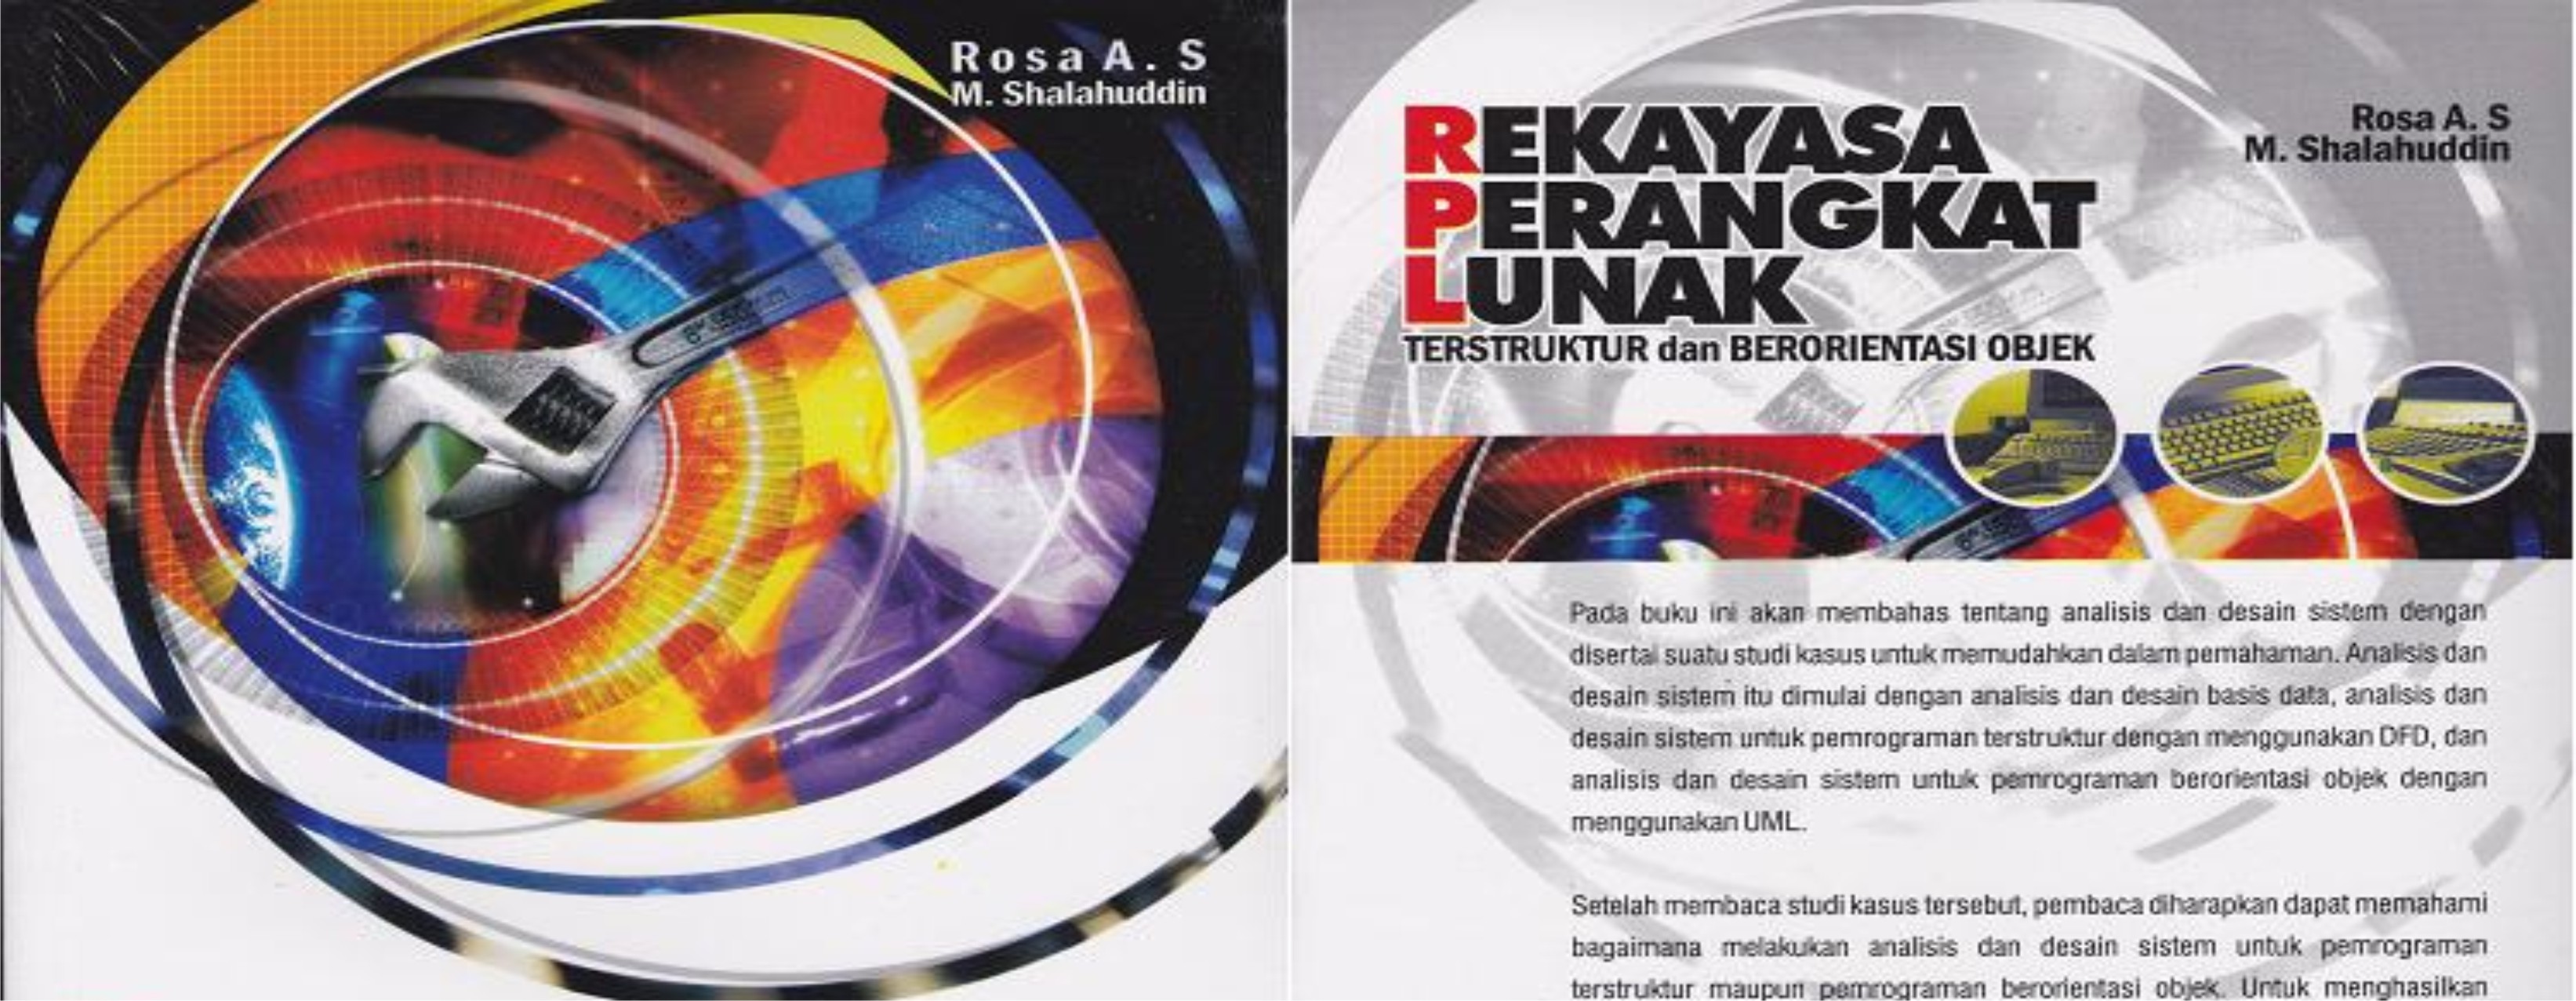 Rosa A. S
M. Shalahuddin
REKAYASA
PERANGKAT
LUNAK
TERSTRUKTUR dan BERORIENTASI OBJEK
Rosa A. S
M. Shalahuddin
Pada buku ini akan membahas tentang analisis dan desain sistem dengan
disertai suatu studi kasus untuk memudahkan dalam pemahaman. Analisis dan
desain sistem itu dimulai dengan analisis dan desain basis data, analisis dan
desain sistem untuk pemrograman terstruktur dengan menggunakan DFD, dan
analisis dan desain sistem untuk pemrograman berorientasi objek dengan
menggunakan UML.
Setelah membaca studi kasus tersebut, pembaca diharapkan dapat memahami
bagaimana melakukan analisis dan desain sistem untuk pemrograman
terstruktur maupun pemrograman berorientasi objek. Untuk menghasilkan